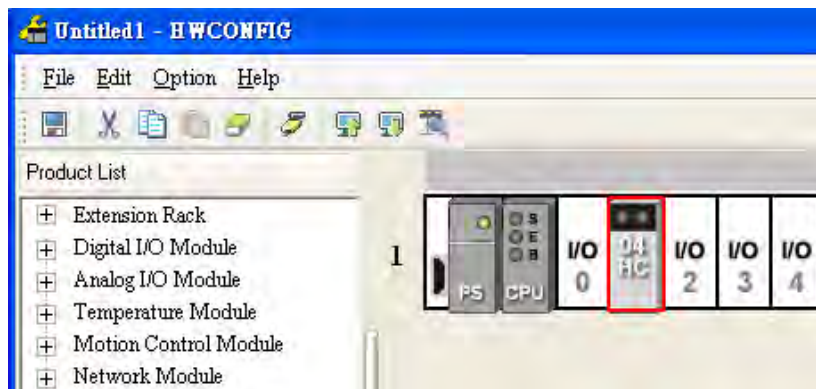 Untitled1 - HWCONFIG
File Edit Option Help
Product List
Extension Rack
Digital I/O Module
Analog I/O Module
Temperature Module
Motion Control Module
Network Module
1
PS
CPU
S
E
B
I/O
0
04
HC
I/O
2
I/O
3
I/O
4